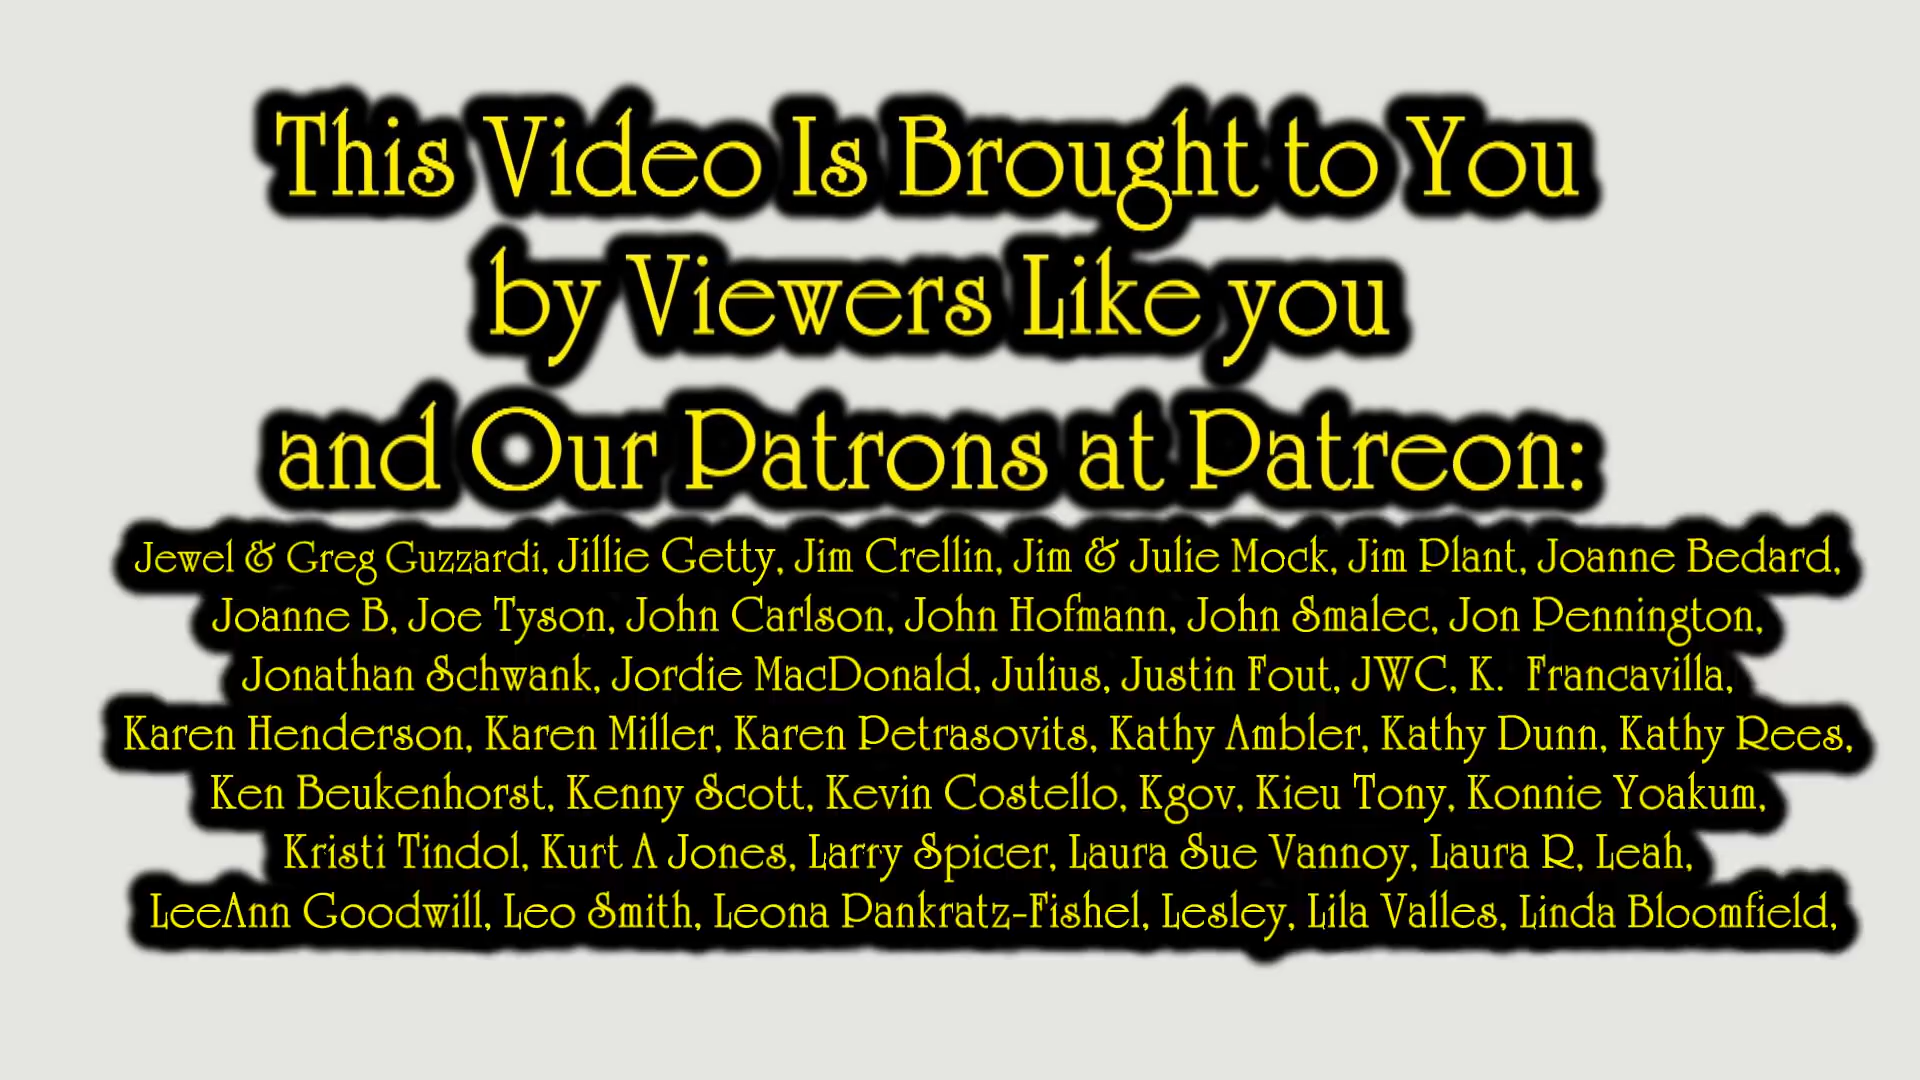 This Video Is Brought to You
by Viewers Like you
and Our Patrons at Patreon:
Jewel & Greg Guzzardi, Jillie Getty, Jim Crellin, Jim & Julie Mock, Jim Plant, Joanne Bedard,
Joanne B, Joe Tyson, John Carlson, John Hofmann, John Smalec, Jon Pennington,
Jonathan Schwank, Jordie MacDonald, Julius, Justin Fout, JWC, K. Francavilla,
Karen Henderson, Karen Miller, Karen Petrasovits, Kathy Ambler, Kathy Dunn, Kathy Rees,
Ken Beukenhorst, Kenny Scott, Kevin Costello, Kgov, Kieu Tony, Konnie Yoakum,
Kristi Tindol, Kurt A Jones, Larry Spicer, Laura Sue Vannoy, Laura R, Leah,
LeeAnn Goodwill, Leo Smith, Leona Pankratz-Fishel, Lesley, Lila Valles, Linda Bloomfield,